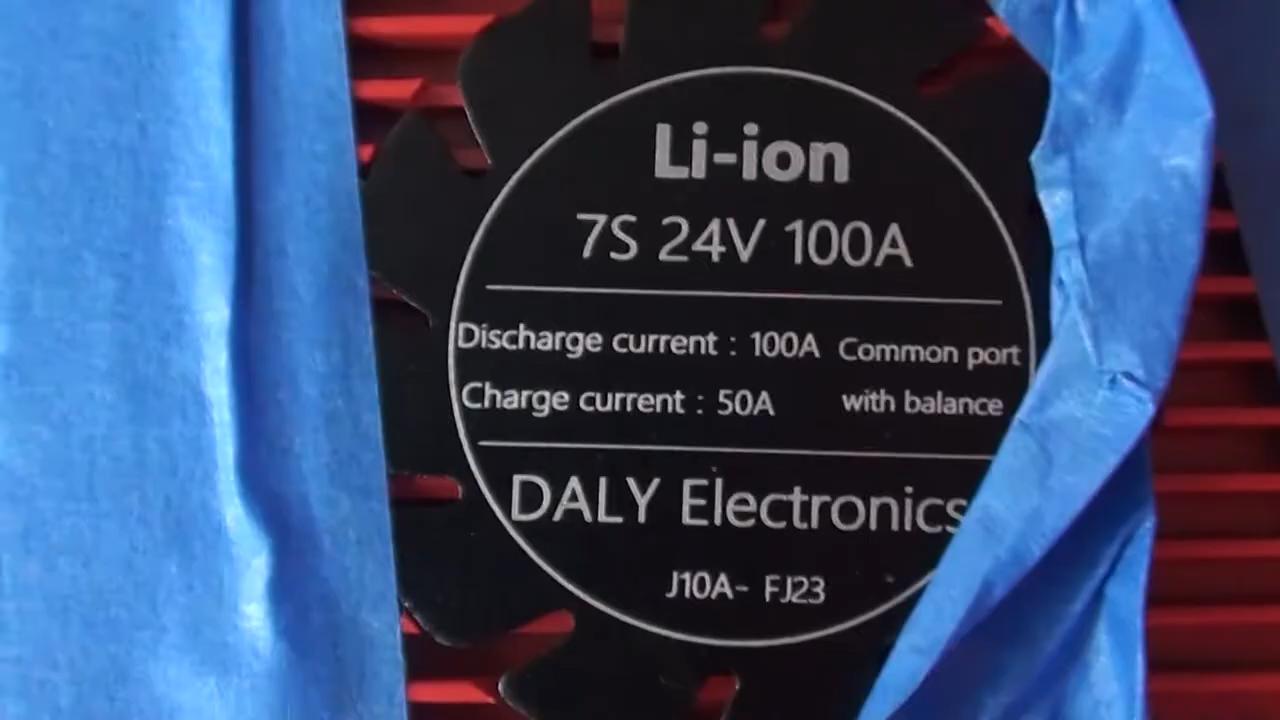 Li-ion
7S 24V 100A
Discharge current : 100A Common port
Charge current : 50A with balance
DALY Electronics
J10A- FJ23